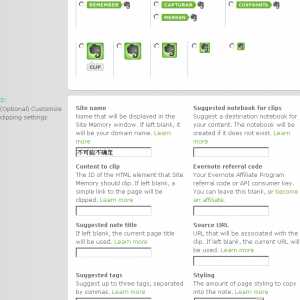 REMEMBER
CAPTURAR
СОХРАНИТЬ
MERKEN
CLIP
2:
(Optional) Customize
clipping settings
Site name
Name that will be displayed in
the Site Memory window. If left blank, it
will be your domain name. Learn
more
不可能不确定
Suggested notebook for clips
Suggest a destination notebook for
your content. The notebook will be
created if it does not exist. Learn
more
Content to clip
The ID of the HTML element that Site
Memory should clip. If left blank, a
simple link to the page will be
clipped. Learn more
Evernote referral code
Your Evernote Affiliate Program
referral code or API consumer key.
You can leave this blank, or become
an affiliate.
Suggested note title
If left blank, the current page title
will be used. Learn more
Source URL
URL that will be associated with the
clip. If left blank, the current URL will
be used.
Suggested tags
Suggest up to three tags, separated
by commas. Learn more
Styling
The amount of page styling to copy
into the note. Learn more